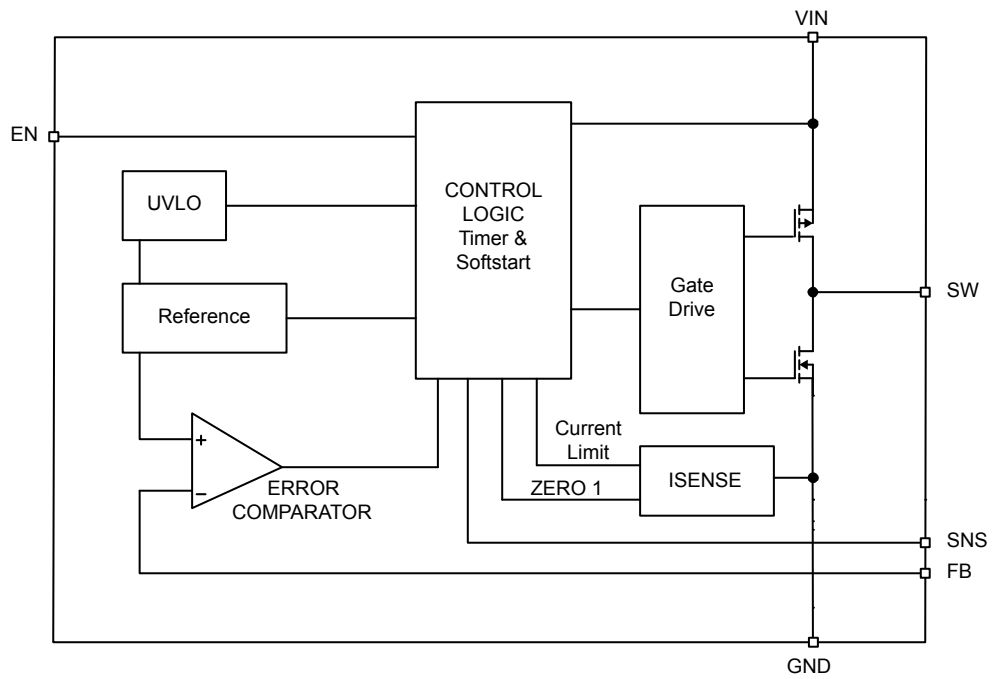 VIN
EN
UVLO
CONTROL
LOGIC
Timer &
Softstart
Gate
Drive
SW
Reference
+
−
Current
Limit
ERROR
COMPARATOR
ZERO 1
ISENSE
SNS
FB
GND